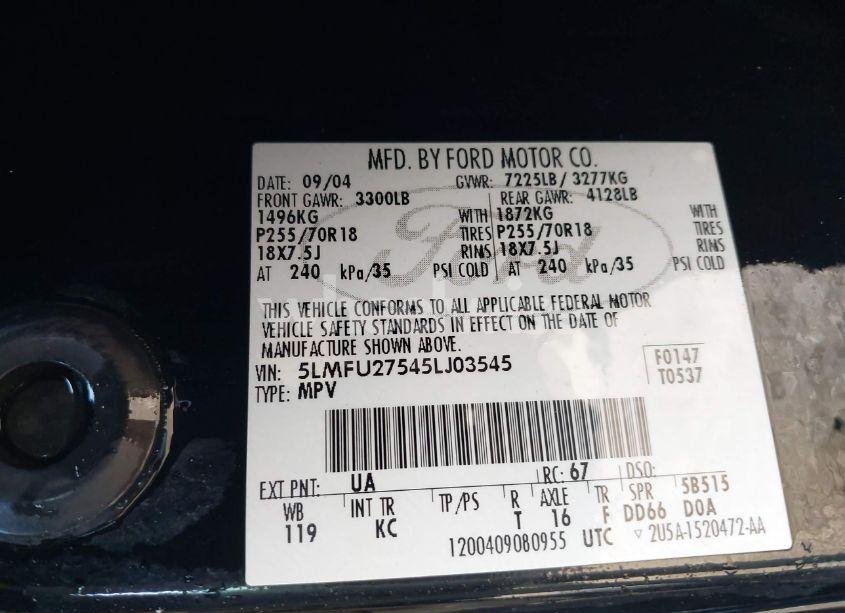 MFD. BY FORD MOTOR CO.
DATE: 09/04 GVWR: 7225LB / 3277KG
FRONT GAWR: 3300LB REAR GAWR: 4128LB
1496KG WITH 1872KG WITH
P255/70R18 TIRES P255/70R18 TIRES
18X7.5J RIMS 18X7.5J RIMS
AT 240 kPa/35 PSI COLD AT 240 kPa/35 PSI COLD
Ford
THIS VEHICLE CONFORMS TO ALL APPLICABLE FEDERAL MOTOR
VEHICLE SAFETY STANDARDS IN EFFECT ON THE DATE OF
MANUFACTURE SHOWN ABOVE.
VIN: 5LMFU27545LJ03545 F0147
TYPE: MPV T0537
EXT PNT: UA RC: 67 DSO:
WB INT TR TP/PS R AXLE TR SPR 5B515
119 KC T 16 F DD66 DOA
1200409080955 UTC ▽ 2U5A-1520472-AA